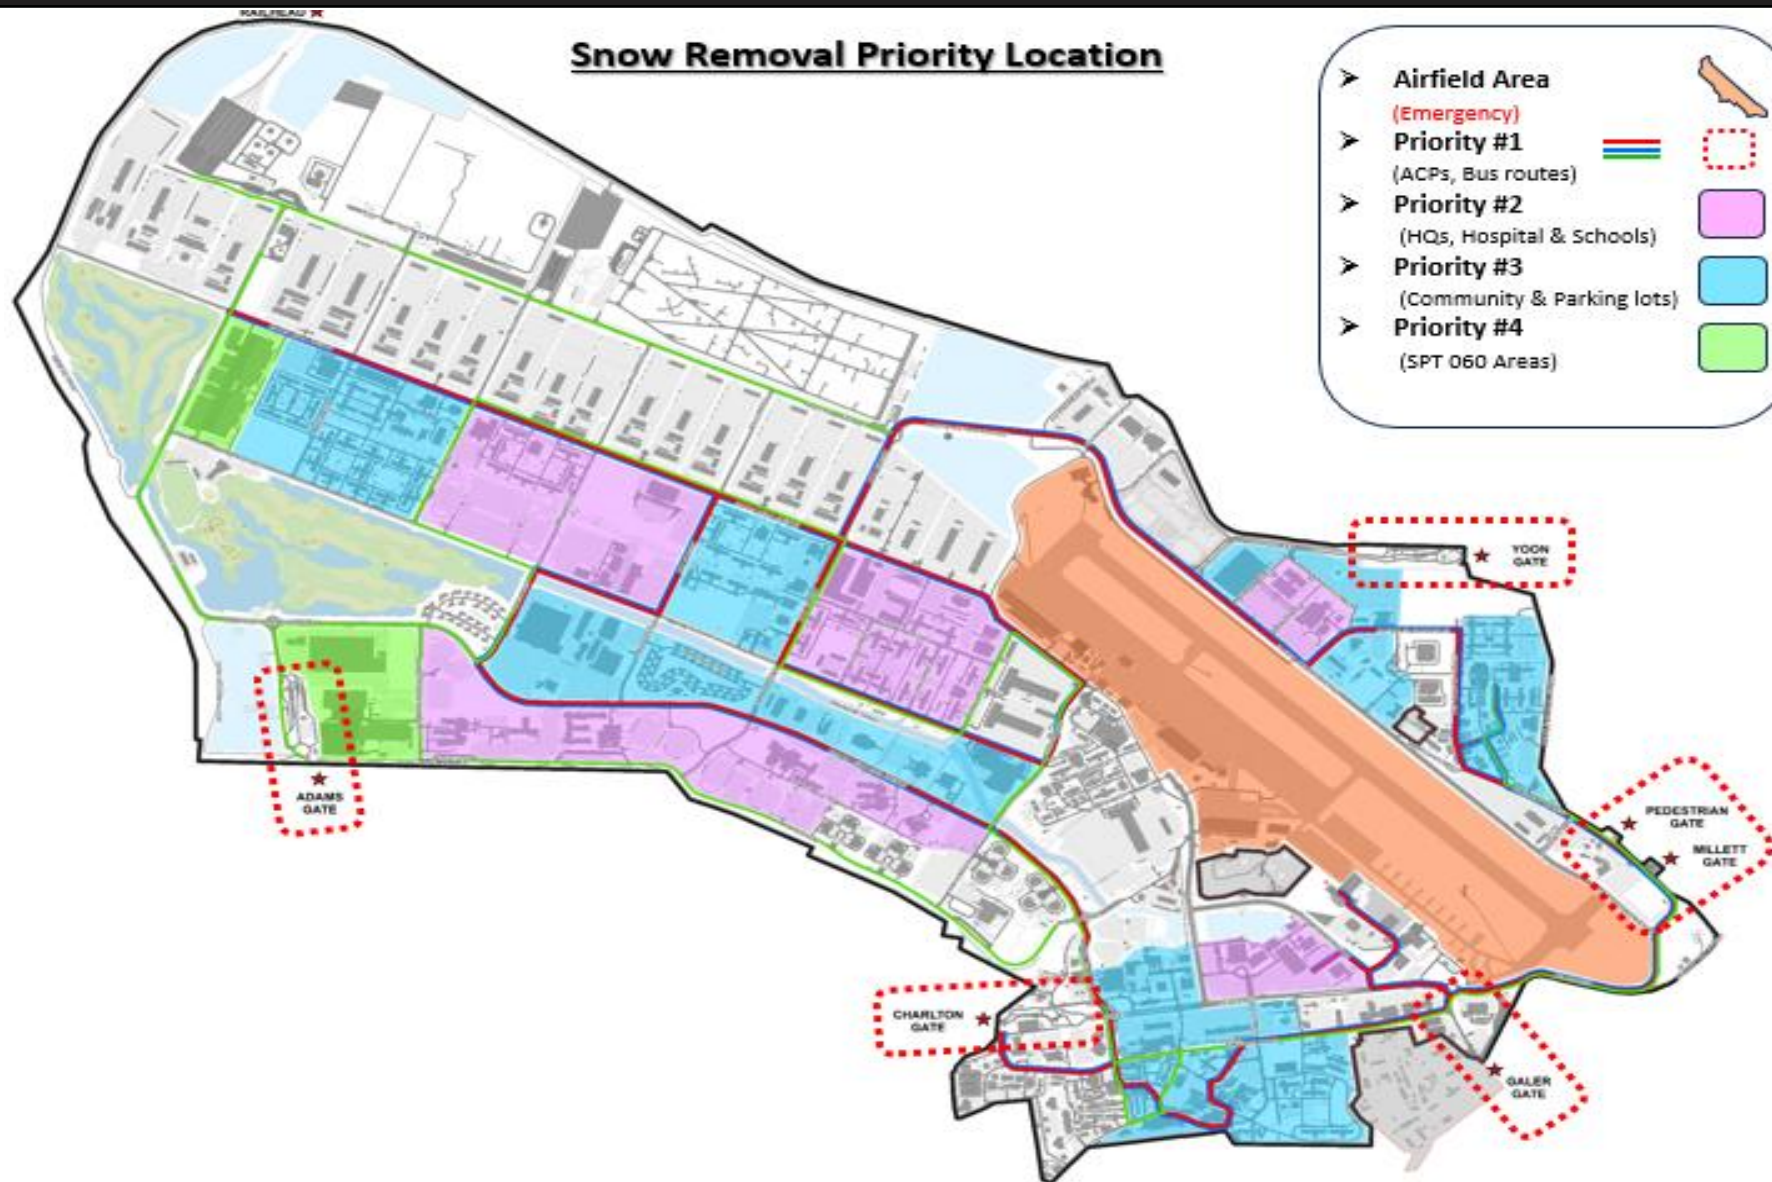 RAILHEAD
Snow Removal Priority Location
➤ Airfield Area
(Emergency)
➤ Priority #1
(ACPs, Bus routes)
➤ Priority #2
(HQs, Hospital & Schools)
➤ Priority #3
(Community & Parking lots)
➤ Priority #4
(SPT 060 Areas)
YOON
GATE
ADAMS
GATE
PEDESTRIAN
GATE
MILLETT
GATE
CHARLTON
GATE
GALER
GATE